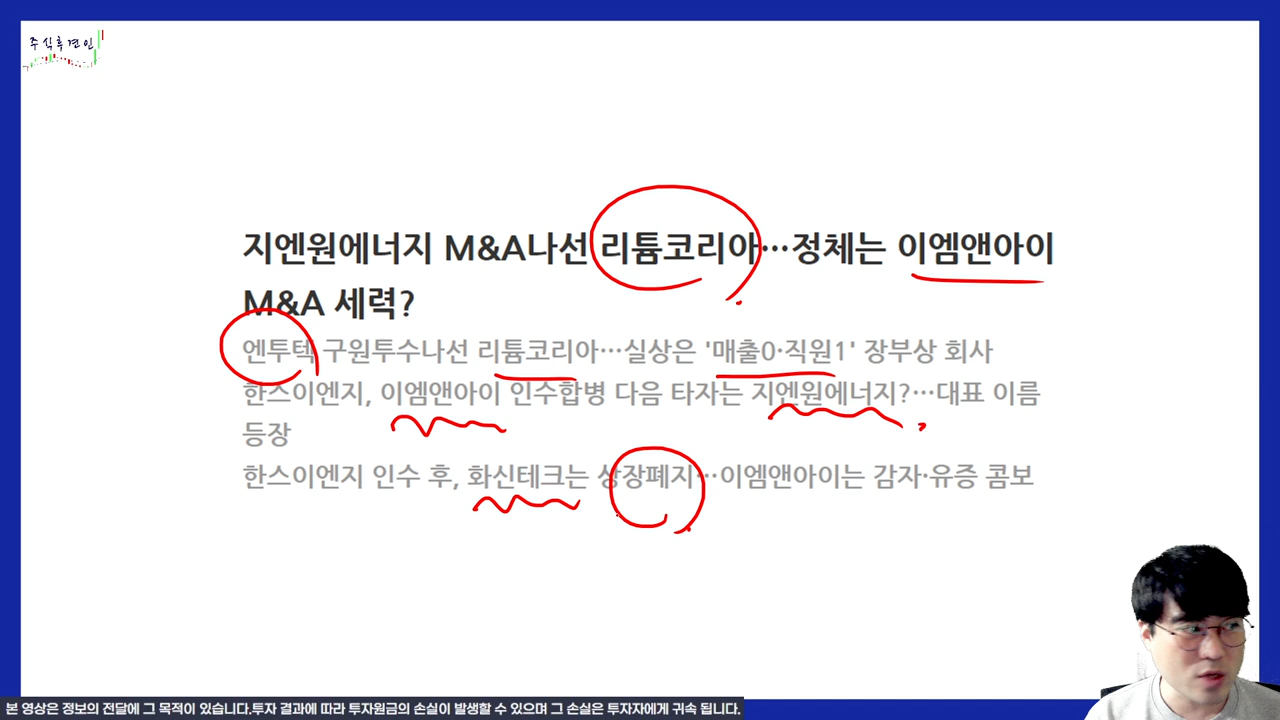 주식후견인
지엔원에너지 M&A나선 리튬코리아…정체는 이엠앤아이
M&A 세력?
엔투텍 구원투수나선 리튬코리아…실상은 '매출0·직원1' 장부상 회사
한스이엔지, 이엠앤아이 인수합병 다음 타자는 지엔원에너지?…대표 이름
등장
한스이엔지 인수 후, 화신테크는 상장폐지…이엠앤아이는 감자·유증 콤보
본 영상은 정보의 전달에 그 목적이 있습니다.투자 결과에 따라 투자원금의 손실이 발생할 수 있으며 그 손실은 투자자에게 귀속 됩니다.